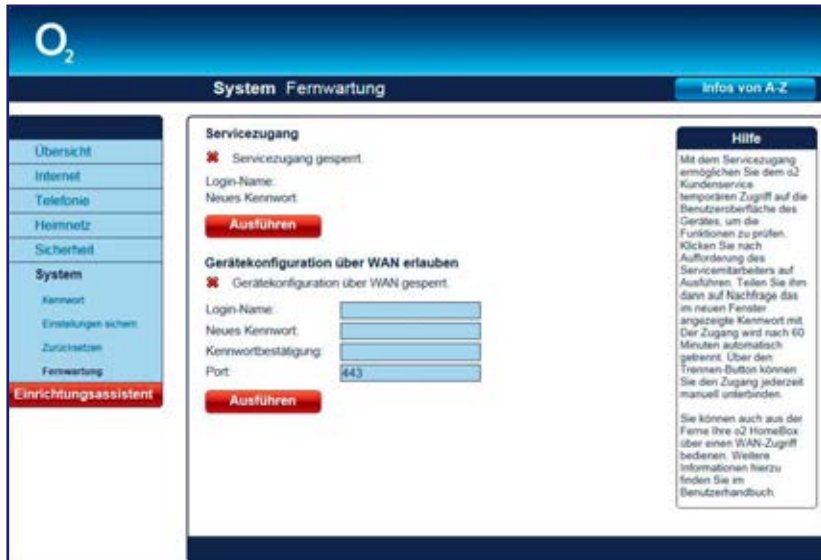 O2
System Fernwartung
Infos von A-Z
Übersicht
Internet
Telefonie
Heimnetz
Sicherheit
System
Kennwort
Einstellungen sichern
Zurücksetzen
Fernwartung
Einrichtungsassistent
Servicezugang
Servicezugang gesperrt.
Login-Name:
Neues Kennwort:
Ausführen
Gerätekonfiguration über WAN erlauben
Gerätekonfiguration über WAN gesperrt.
Login-Name:
Neues Kennwort:
Kennwortbestätigung:
Port:
443
Ausführen
Hilfe
Mit dem Servicezugang
ermöglichen Sie dem o2
Kundenservice
temporären Zugriff auf die
Benutzeroberfläche des
Gerätes, um die
Funktionen zu prüfen.
Klicken Sie nach
Aufforderung des
Servicemitarbeiters auf
Ausführen. Teilen Sie ihm
dann auf Nachfrage das
im neuen Fenster
angezeigte Kennwort mit.
Der Zugang wird nach 60
Minuten automatisch
getrennt. Über den
Trennen-Button können
Sie den Zugang jederzeit
manuell unterbinden.
Sie können auch aus der
Ferne Ihre o2 HomeBox
über einen WAN-Zugriff
bedienen. Weitere
Informationen hierzu
finden Sie im
Benutzerhandbuch.